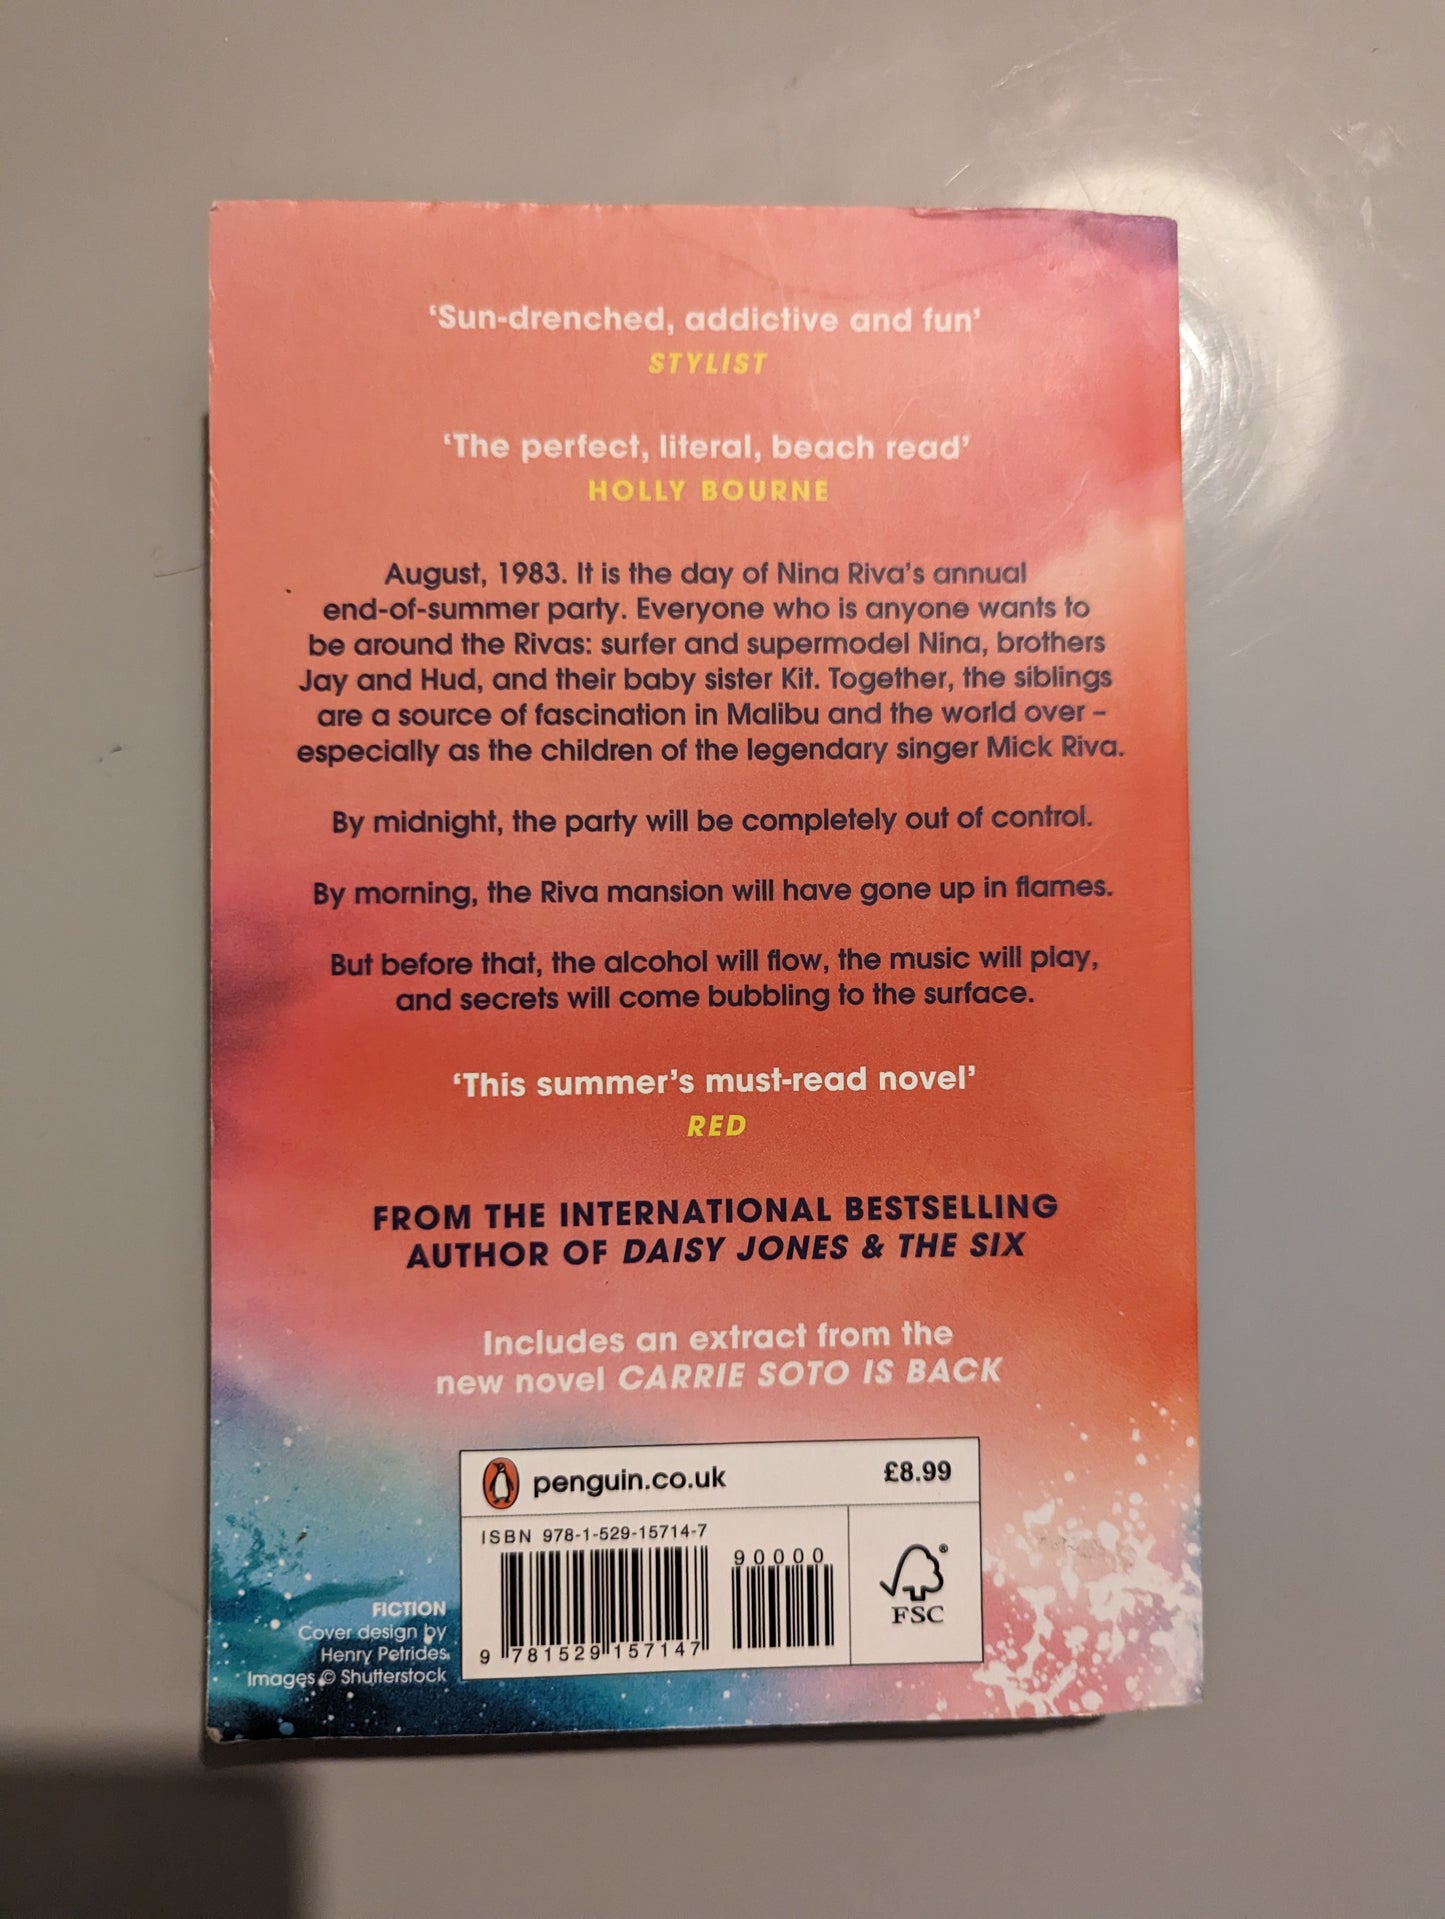 ‘Sun-drenched, addictive and fun’
STYLIST
‘The perfect, literal, beach read’
HOLLY BOURNE
August, 1983. It is the day of Nina Riva’s annual
end-of-summer party. Everyone who is anyone wants to
be around the Rivas: surfer and supermodel Nina, brothers
Jay and Hud, and their baby sister Kit. Together, the siblings
are a source of fascination in Malibu and the world over –
especially as the children of the legendary singer Mick Riva.
By midnight, the party will be completely out of control.
By morning, the Riva mansion will have gone up in flames.
But before that, the alcohol will flow, the music will play,
and secrets will come bubbling to the surface.
‘This summer’s must-read novel’
RED
FROM THE INTERNATIONAL BESTSELLING
AUTHOR OF DAISY JONES & THE SIX
Includes an extract from the
new novel CARRIE SOTO IS BACK
penguin.co.uk
£8.99
ISBN 978-1-529-15714-7
90000
9 781529 157147
FSC
®
FICTION
Cover design by
Henry Petrides
Images © Shutterstock